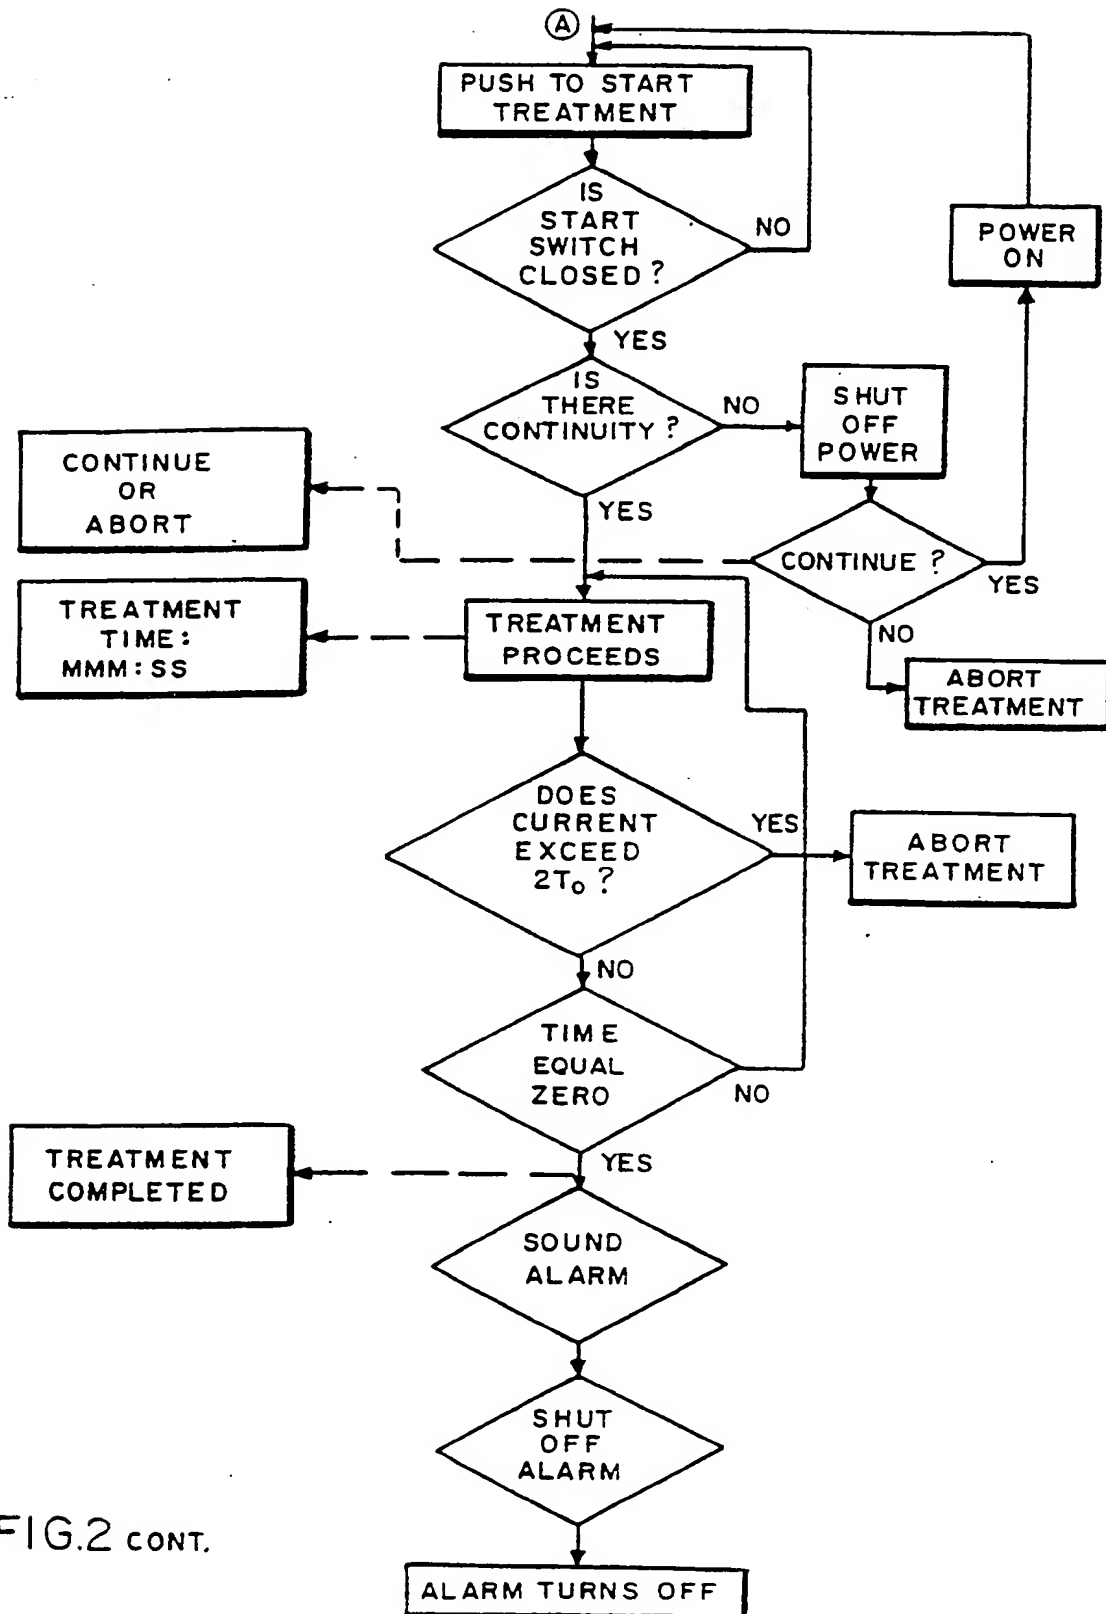 A
PUSH TO START
TREATMENT
IS
START
SWITCH
CLOSED?
NO
POWER
ON
YES
IS
THERE
CONTINUITY?
NO
SHUT
OFF
POWER
CONTINUE
OR
ABORT
YES
CONTINUE?
YES
TREATMENT
TIME:
MMM:SS
TREATMENT
PROCEEDS
NO
ABORT
TREATMENT
DOES
CURRENT
EXCEED
2T₀?
YES
ABORT
TREATMENT
NO
TIME
EQUAL
ZERO
NO
TREATMENT
COMPLETED
YES
SOUND
ALARM
SHUT
OFF
ALARM
FIG.2 CONT.
ALARM TURNS OFF